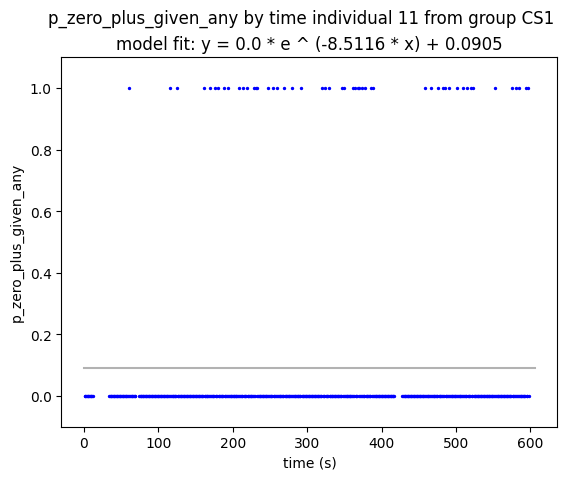 p_zero_plus_given_any by time individual 11 from group CS1
model fit: y = 0.0 * e ^ (-8.5116 * x) + 0.0905
1.0
0.8
0.6
0.4
0.2
0.0
p_zero_plus_given_any
0 100 200 300 400 500 600
time (s)